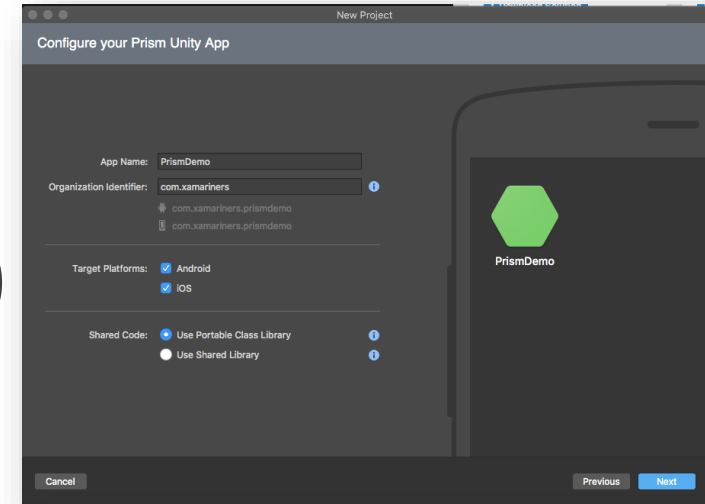 New Project
Configure your Prism Unity App
App Name: PrismDemo
Organization Identifier: com.xamariners
com.xamariners.prismdemo
com.xamariners.prismdemo
PrismDemo
Target Platforms: Android
iOS
Shared Code: Use Portable Class Library
Use Shared Library
Cancel
Previous
Next